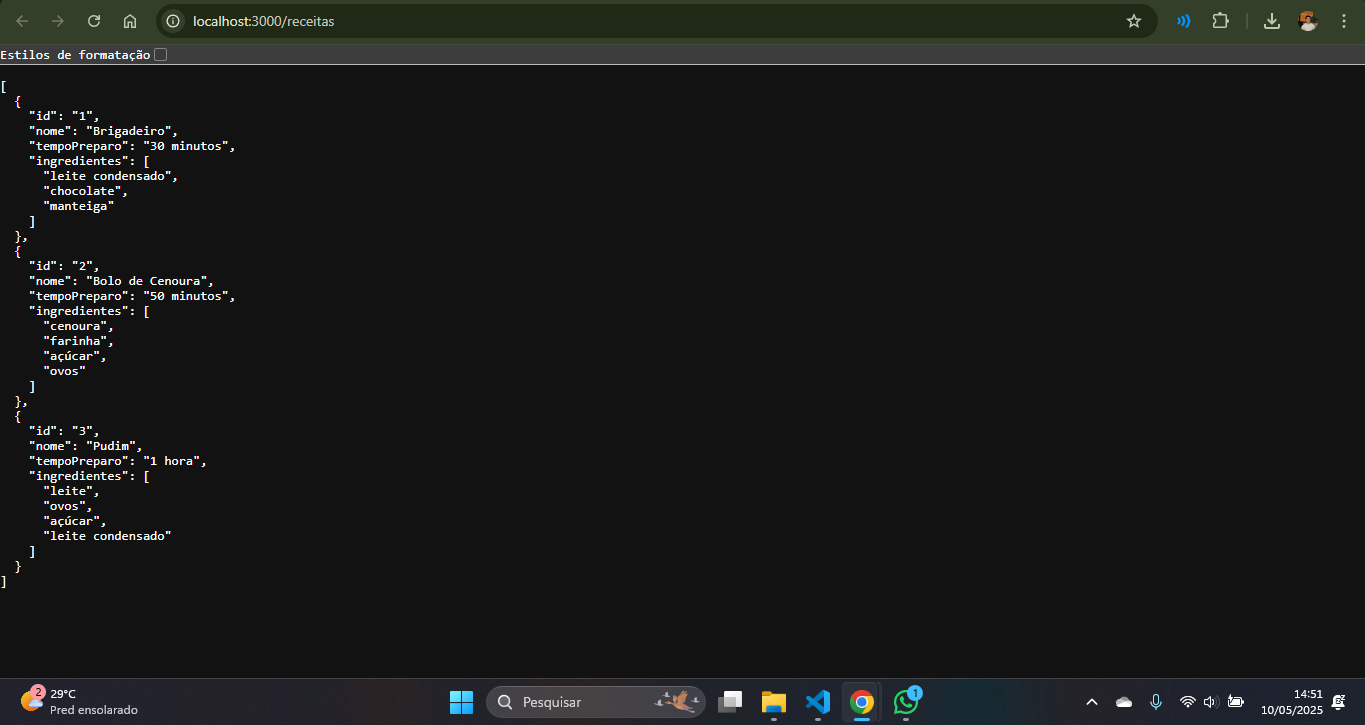 localhost:3000/receitas
Estilos de formatação
[
  {
    "id": "1",
    "nome": "Brigadeiro",
    "tempoPreparo": "30 minutos",
    "ingredientes": [
      "leite condensado",
      "chocolate",
      "manteiga"
    ]
  },
  {
    "id": "2",
    "nome": "Bolo de Cenoura",
    "tempoPreparo": "50 minutos",
    "ingredientes": [
      "cenoura",
      "farinha",
      "açúcar",
      "ovos"
    ]
  },
  {
    "id": "3",
    "nome": "Pudim",
    "tempoPreparo": "1 hora",
    "ingredientes": [
      "leite",
      "ovos",
      "açúcar",
      "leite condensado"
    ]
  }
]
2
29°C
Pred ensolarado
Pesquisar
1
14:51
10/05/2025